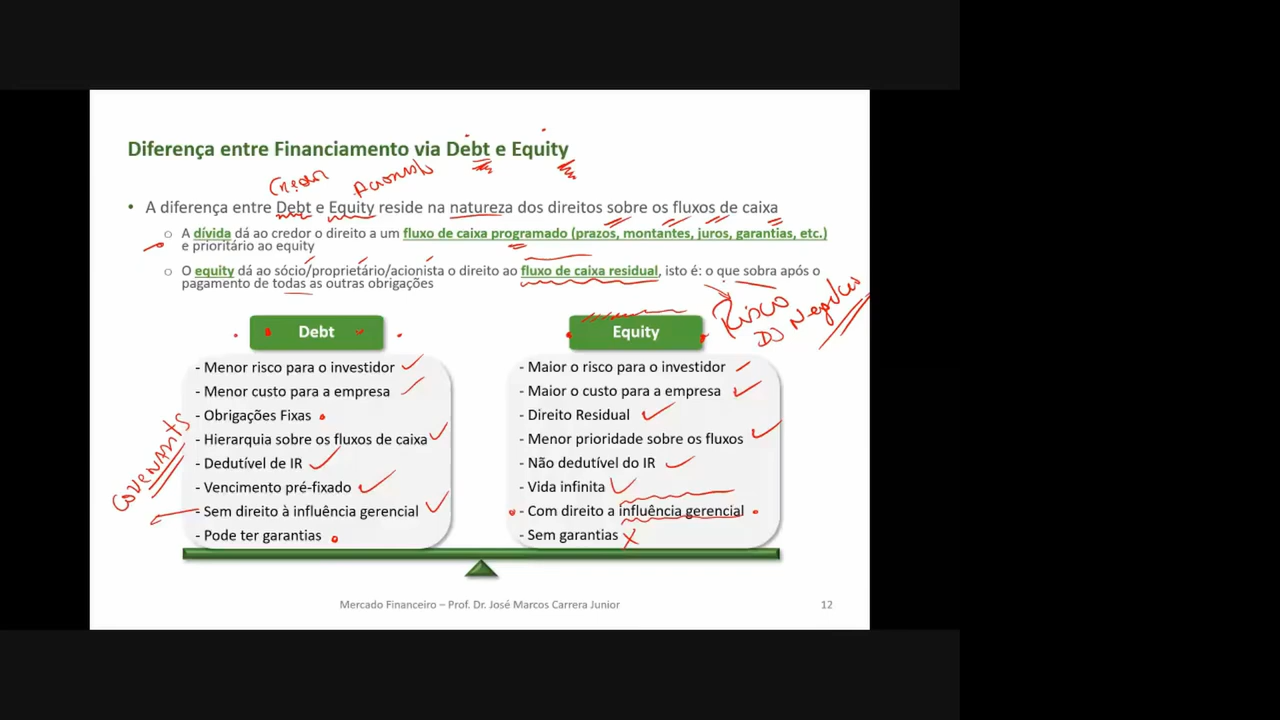 Diferença entre Financiamento via Debt e Equity
Credor Acionista
• A diferença entre Debt e Equity reside na natureza dos direitos sobre os fluxos de caixa
o A dívida dá ao credor o direito a um fluxo de caixa programado (prazos, montantes, juros, garantias, etc.)
e prioritário ao equity
o O equity dá ao sócio/proprietário/acionista o direito ao fluxo de caixa residual, isto é: o que sobra após o
pagamento de todas as outras obrigações
Risco
Do Negócio
Debt
- Menor risco para o investidor
- Menor custo para a empresa
- Obrigações Fixas
- Hierarquia sobre os fluxos de caixa
- Dedutível de IR
- Vencimento pré-fixado
- Sem direito à influência gerencial
- Pode ter garantias
COVENANTS
Equity
- Maior o risco para o investidor
- Maior o custo para a empresa
- Direito Residual
- Menor prioridade sobre os fluxos
- Não dedutível do IR
- Vida infinita
- Com direito a influência gerencial
- Sem garantias
Mercado Financeiro – Prof. Dr. José Marcos Carrera Junior
12